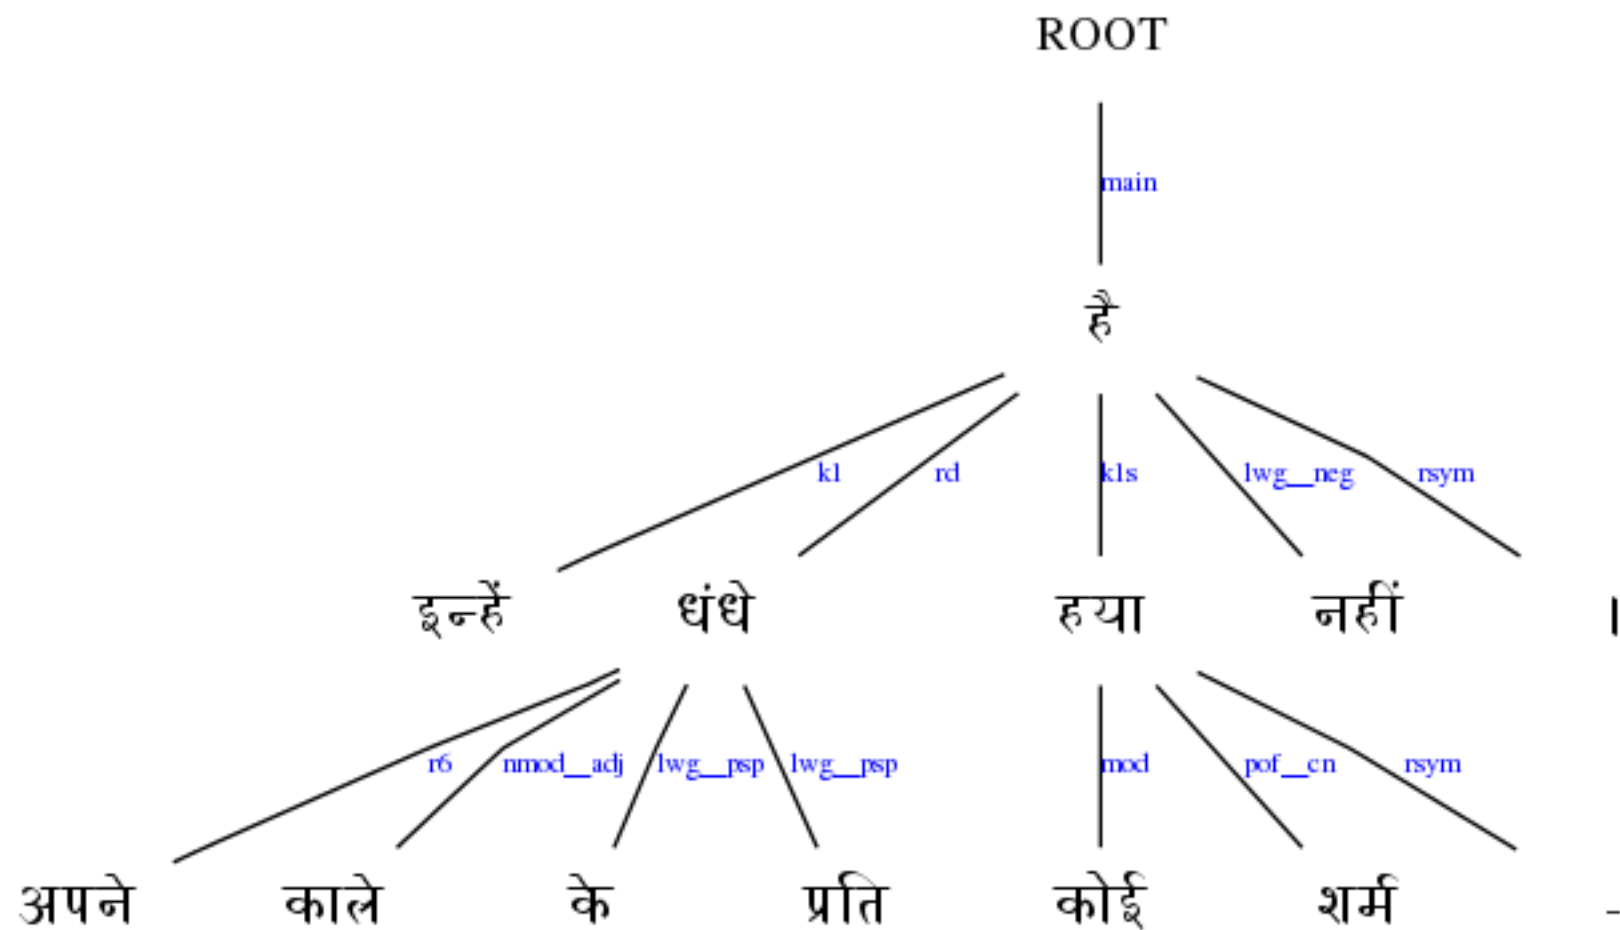 ROOT
main
है
k1 rd k1s lwg__neg rsym
इन्हें धंधे हया नहीं ।
r6 nmod__adj lwg__psp lwg__psp mod pof__cn rsym
अपने काले के प्रति कोई शर्म -